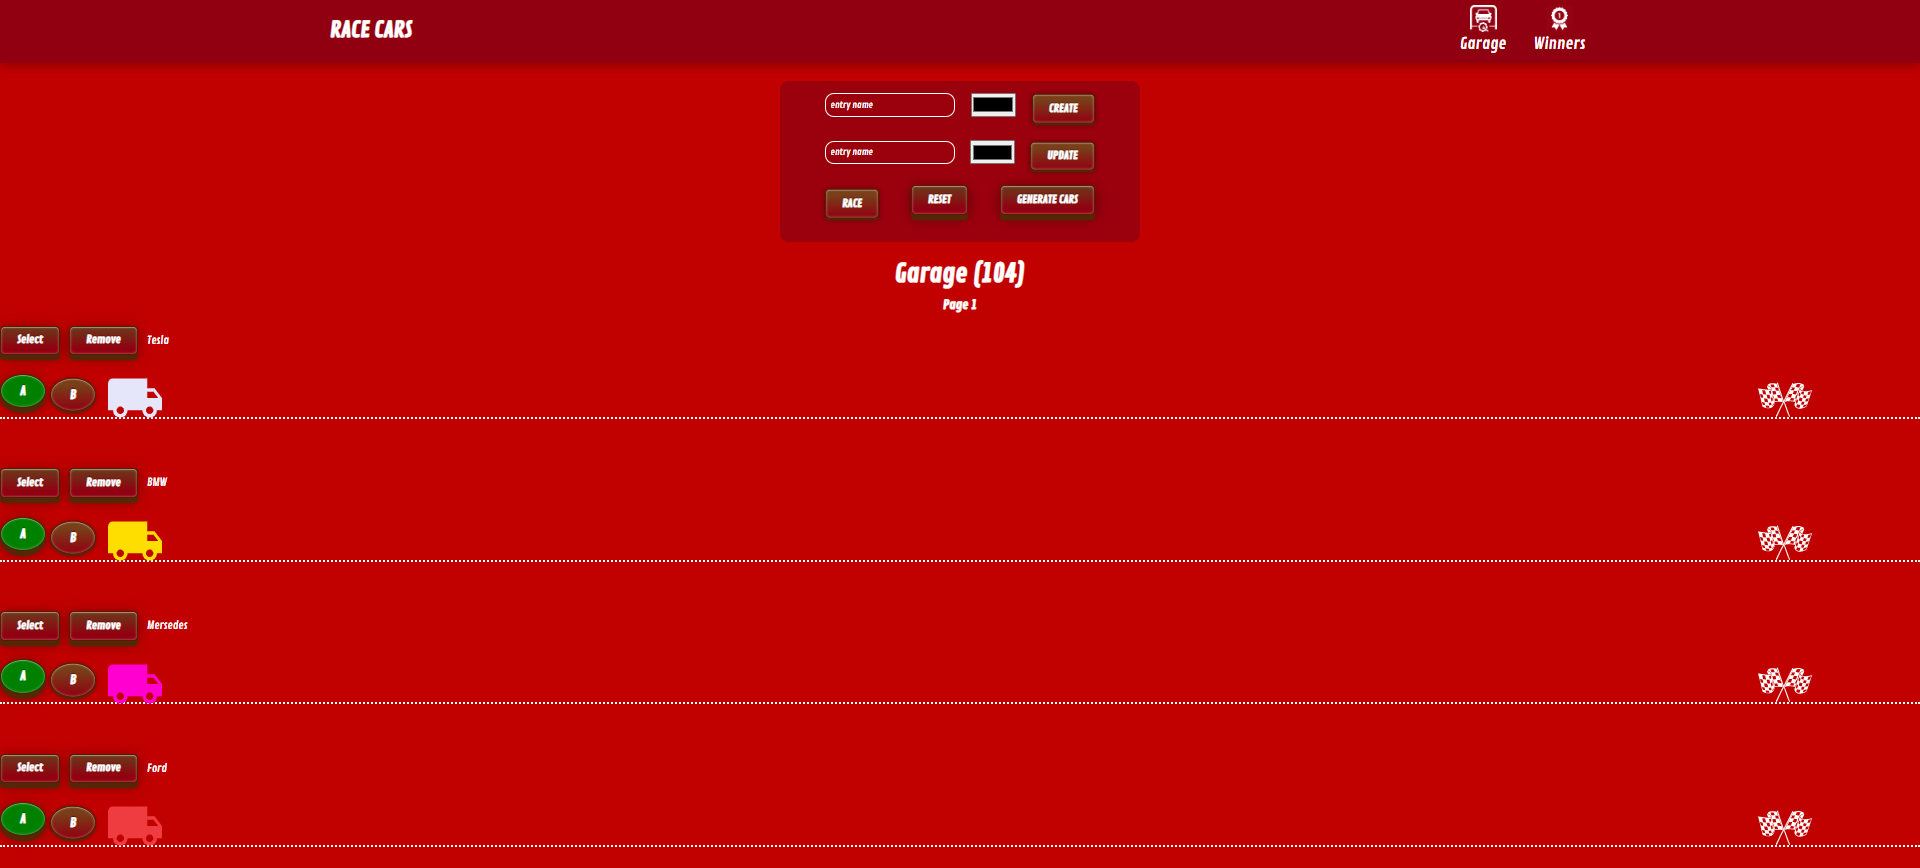 RACE CARS
Garage
Winners
entry name
CREATE
entry name
UPDATE
RACE
RESET
GENERATE CARS
Garage (104)
Page 1
Select
Remove
Tesla
A
B
Select
Remove
BMW
A
B
Select
Remove
Mersedes
A
B
Select
Remove
Ford
A
B